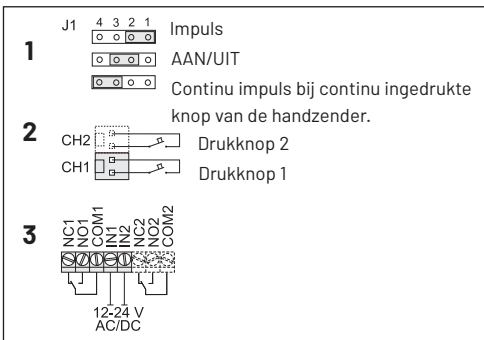 1
J1 4 3 2 1 Impuls
AAN/UIT
Continu impuls bij continu ingedrukte
knop van de handzender.
2
CH2 Drukknop 2
CH1 Drukknop 1
3
NC1 NO1 COM1 IN1 IN2 NC2 NO2 COM2
12-24 V
AC/DC